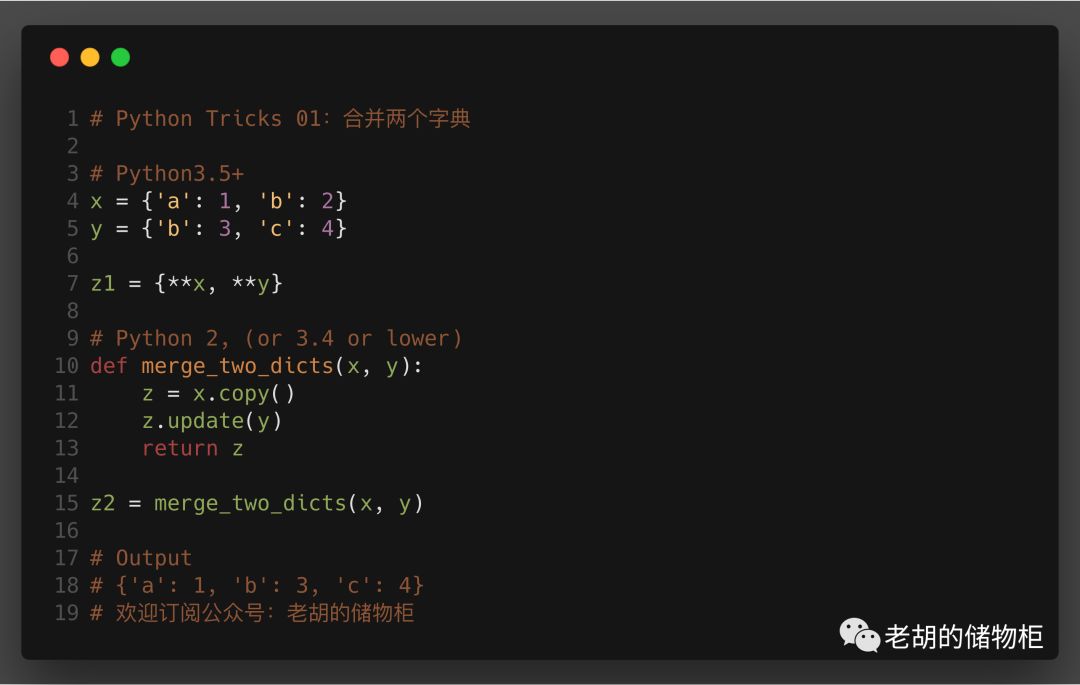 1 # Python Tricks 01：合并两个字典
2
3 # Python3.5+
4 x = {'a': 1, 'b': 2}
5 y = {'b': 3, 'c': 4}
6
7 z1 = {**x, **y}
8
9 # Python 2，(or 3.4 or lower)
10 def merge_two_dicts(x, y):
11     z = x.copy()
12     z.update(y)
13     return z
14
15 z2 = merge_two_dicts(x, y)
16
17 # Output
18 # {'a': 1, 'b': 3, 'c': 4}
19 # 欢迎订阅公众号：老胡的储物柜
老胡的储物柜